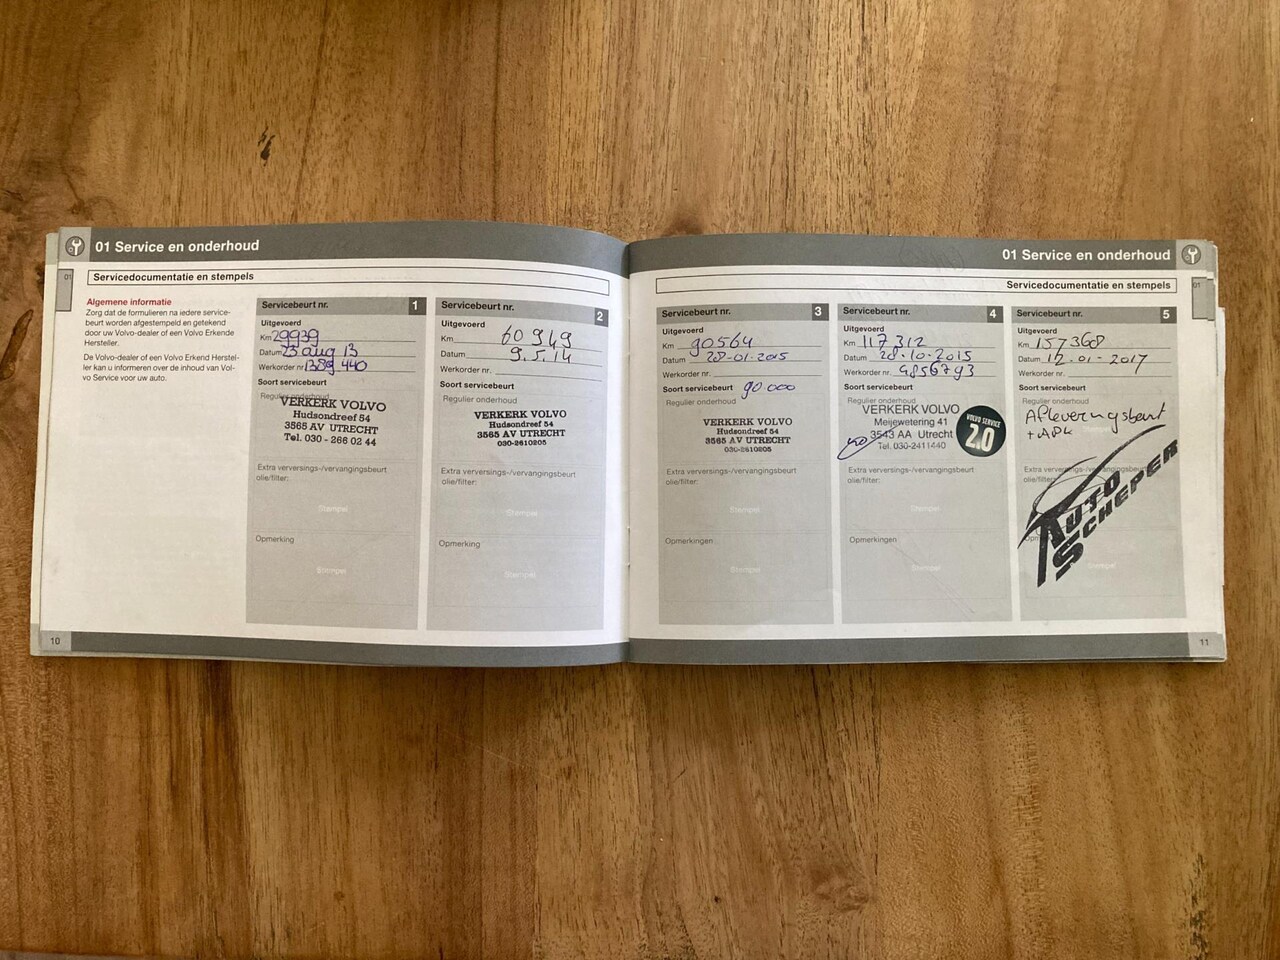 01 Service en onderhoud
01
Servicedocumentatie en stempels
Algemene informatie
Zorg dat de formulieren na iedere service-
beurt worden afgestempeld en getekend
door uw Volvo-dealer of een Volvo Erkende
Hersteller.
De Volvo-dealer of een Volvo Erkend Herstel-
ler kan u informeren over de inhoud van Vol-
vo Service voor uw auto.
Servicebeurt nr. 1
Uitgevoerd
Km 29939
Datum 23 aug 13
Werkorder nr. 1389 440
Soort servicebeurt
Regulier onderhoud
VERKERK VOLVO
Hudsondreef 54
3565 AV UTRECHT
Tel. 030 - 266 02 44
Extra verversings-/vervangingsbeurt
olie/filter:
Stempel
Opmerking
Stempel
Servicebeurt nr. 2
Uitgevoerd
Km 60949
Datum 9.5.14
Werkorder nr.
Soort servicebeurt
Regulier onderhoud
VERKERK VOLVO
Hudsondreef 54
3565 AV UTRECHT
030-2610205
Extra verversings-/vervangingsbeurt
olie/filter:
Stempel
Opmerking
Stempel
10
01 Service en onderhoud
Servicedocumentatie en stempels
01
Servicebeurt nr. 3
Uitgevoerd
Km 90564
Datum 28-01-2015
Werkorder nr.
Soort servicebeurt 90 000
Regulier onderhoud
VERKERK VOLVO
Hudsondreef 54
3565 AV UTRECHT
030-2610205
Extra verversings-/vervangingsbeurt
olie/filter:
Stempel
Opmerkingen
Stempel
Servicebeurt nr. 4
Uitgevoerd
Km 117312
Datum 28-10-2015
Werkorder nr. 9856793
Soort servicebeurt
Regulier onderhoud
VERKERK VOLVO
Meijewetering 41
3543 AA Utrecht
Tel. 030-2411440
VOLVO SERVICE
2.0
Extra verversings-/vervangingsbeurt
olie/filter:
Stempel
Opmerkingen
Stempel
Servicebeurt nr. 5
Uitgevoerd
Km 157368
Datum 12-01-2017
Werkorder nr.
Soort servicebeurt
Regulier onderhoud
Afleveringsbeurt
+ APK
Extra verversings-/vervangingsbeurt
olie/filter:
AUTO
SCHEPER
Stempel
11